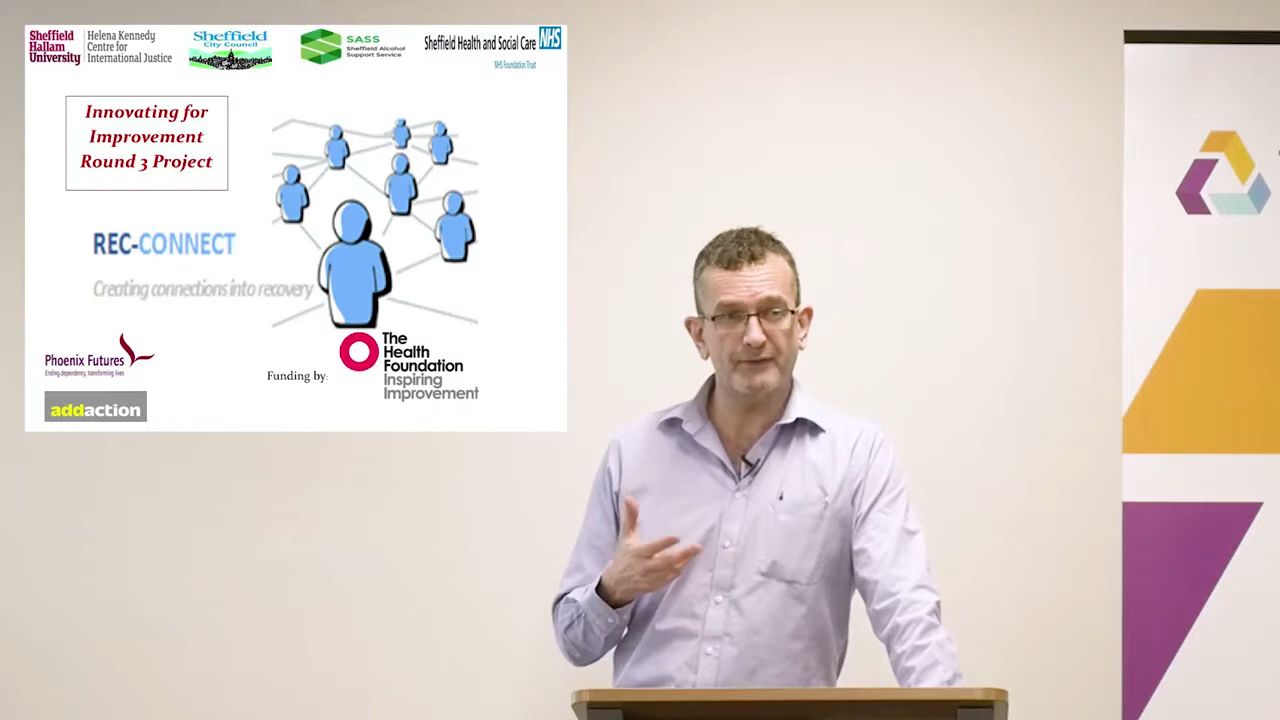 Sheffield
Hallam
University
Helena Kennedy
Centre for
International Justice
Sheffield
City Council
SASS
Sheffield Alcohol
Support Service
Sheffield Health and Social Care NHS
NHS Foundation Trust
Innovating for
Improvement
Round 3 Project
REC-CONNECT
Creating connections into recovery
Phoenix Futures
Ending dependency, transforming lives
addaction
Funding by:
The
Health
Foundation
Inspiring
Improvement